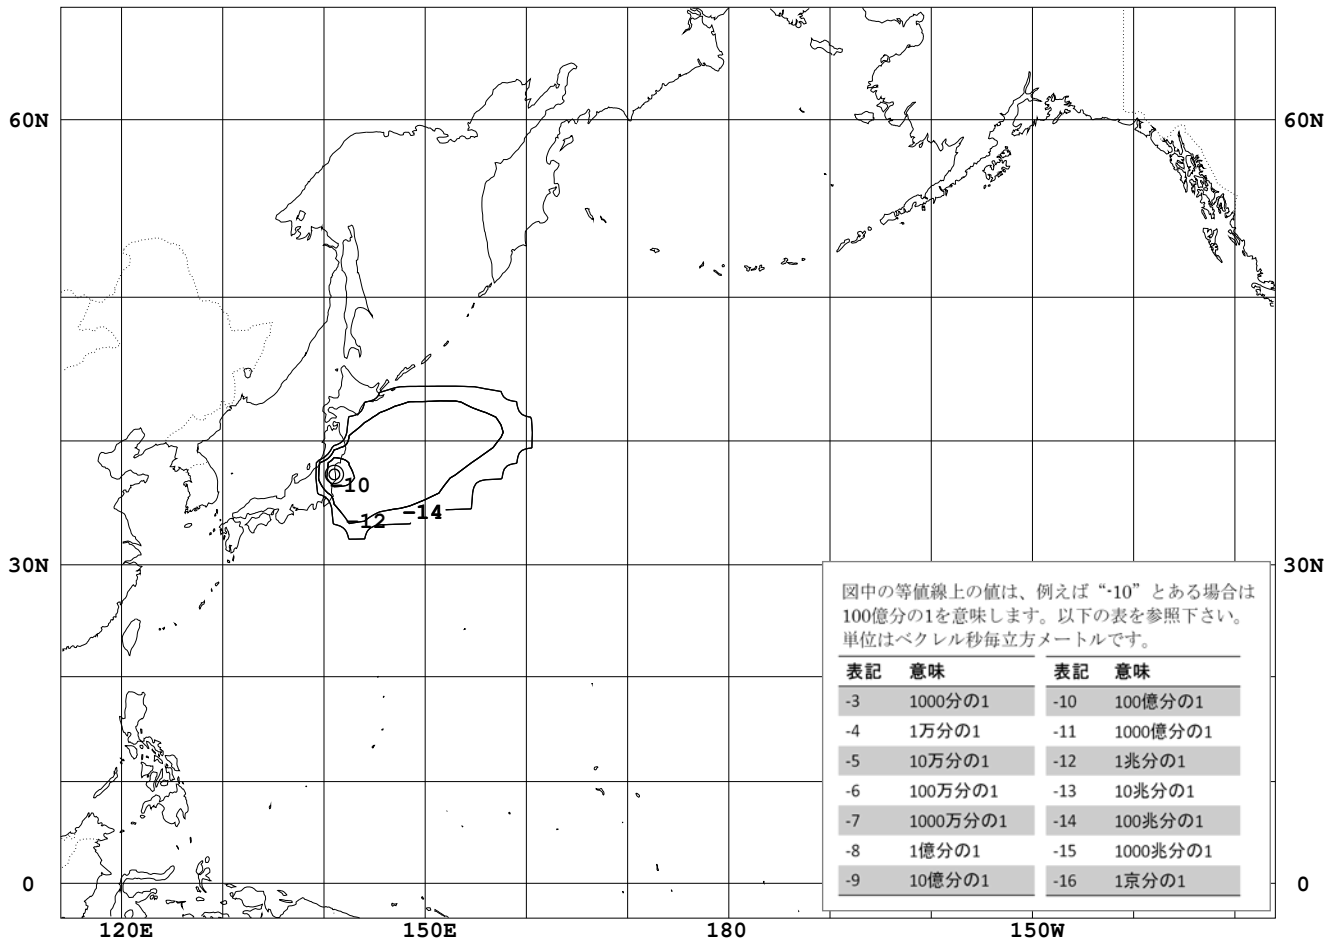 60N
60N
-10
-12
-14
30N
30N
図中の等値線上の値は、例えば“-10”とある場合は
100億分の1を意味します。以下の表を参照下さい。
単位はベクレル秒毎立方メートルです。
表記 意味 表記 意味
-3 1000分の1 -10 100億分の1
-4 1万分の1 -11 1000億分の1
-5 10万分の1 -12 1兆分の1
-6 100万分の1 -13 10兆分の1
-7 1000万分の1 -14 100兆分の1
-8 1億分の1 -15 1000兆分の1
-9 10億分の1 -16 1京分の1
0
0
120E 150E 180 150W